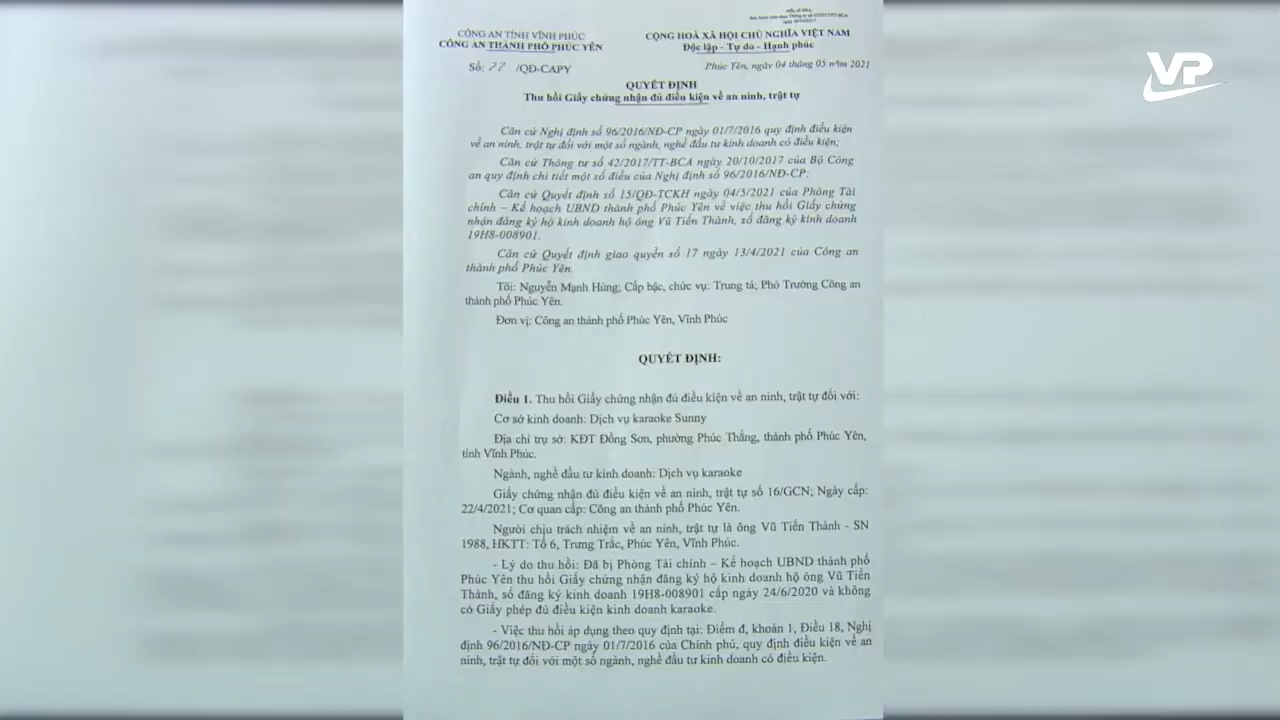 CÔNG AN TỈNH VĨNH PHÚC
CÔNG AN THÀNH PHỐ PHÚC YÊN
CỘNG HOÀ XÃ HỘI CHỦ NGHĨA VIỆT NAM
Độc lập - Tự do - Hạnh phúc
Số: 77 /QĐ-CAPY
Phúc Yên, ngày 04 tháng 05 năm 2021
VP
QUYẾT ĐỊNH
Thu hồi Giấy chứng nhận đủ điều kiện về an ninh, trật tự
Căn cứ Nghị định số 96/2016/NĐ-CP ngày 01/7/2016 quy định điều kiện
về an ninh, trật tự đối với một số ngành, nghề đầu tư kinh doanh có điều kiện;
Căn cứ Thông tư số 42/2017/TT-BCA ngày 20/10/2017 của Bộ Công
an quy định chi tiết một số điều của Nghị định số 96/2016/NĐ-CP;
Căn cứ Quyết định số 15/QĐ-TCKH ngày 04/5/2021 của Phòng Tài
chính – Kế hoạch UBND thành phố Phúc Yên về việc thu hồi Giấy chứng
nhận đăng ký hộ kinh doanh hộ ông Vũ Tiến Thành, số đăng ký kinh doanh
19H8-008901.
Căn cứ Quyết định giao quyền số 17 ngày 13/4/2021 của Công an
thành phố Phúc Yên.
Tôi: Nguyễn Mạnh Hùng; Cấp bậc, chức vụ: Trung tá; Phó Trưởng Công an
thành phố Phúc Yên.
Đơn vị: Công an thành phố Phúc Yên, Vĩnh Phúc
QUYẾT ĐỊNH:
Điều 1. Thu hồi Giấy chứng nhận đủ điều kiện về an ninh, trật tự đối với:
Cơ sở kinh doanh: Dịch vụ karaoke Sunny
Địa chỉ trụ sở: KĐT Đồng Sơn, phường Phúc Thắng, thành phố Phúc Yên,
tỉnh Vĩnh Phúc.
Ngành, nghề đầu tư kinh doanh: Dịch vụ karaoke
Giấy chứng nhận đủ điều kiện về an ninh, trật tự số 16/GCN; Ngày cấp:
22/4/2021; Cơ quan cấp: Công an thành phố Phúc Yên.
Người chịu trách nhiệm về an ninh, trật tự là ông Vũ Tiến Thành - SN
1988, HKTT: Tổ 6, Trưng Trắc, Phúc Yên, Vĩnh Phúc.
- Lý do thu hồi: Đã bị Phòng Tài chính – Kế hoạch UBND thành phố
Phúc Yên thu hồi Giấy chứng nhận đăng ký hộ kinh doanh hộ ông Vũ Tiến
Thành, số đăng ký kinh doanh 19H8-008901 cấp ngày 24/6/2020 và không
có Giấy phép đủ điều kiện kinh doanh karaoke.
- Việc thu hồi áp dụng theo quy định tại: Điểm đ, khoản 1, Điều 18, Nghị
định 96/2016/NĐ-CP ngày 01/7/2016 của Chính phủ, quy định điều kiện về an
ninh, trật tự đối với một số ngành, nghề đầu tư kinh doanh có điều kiện.